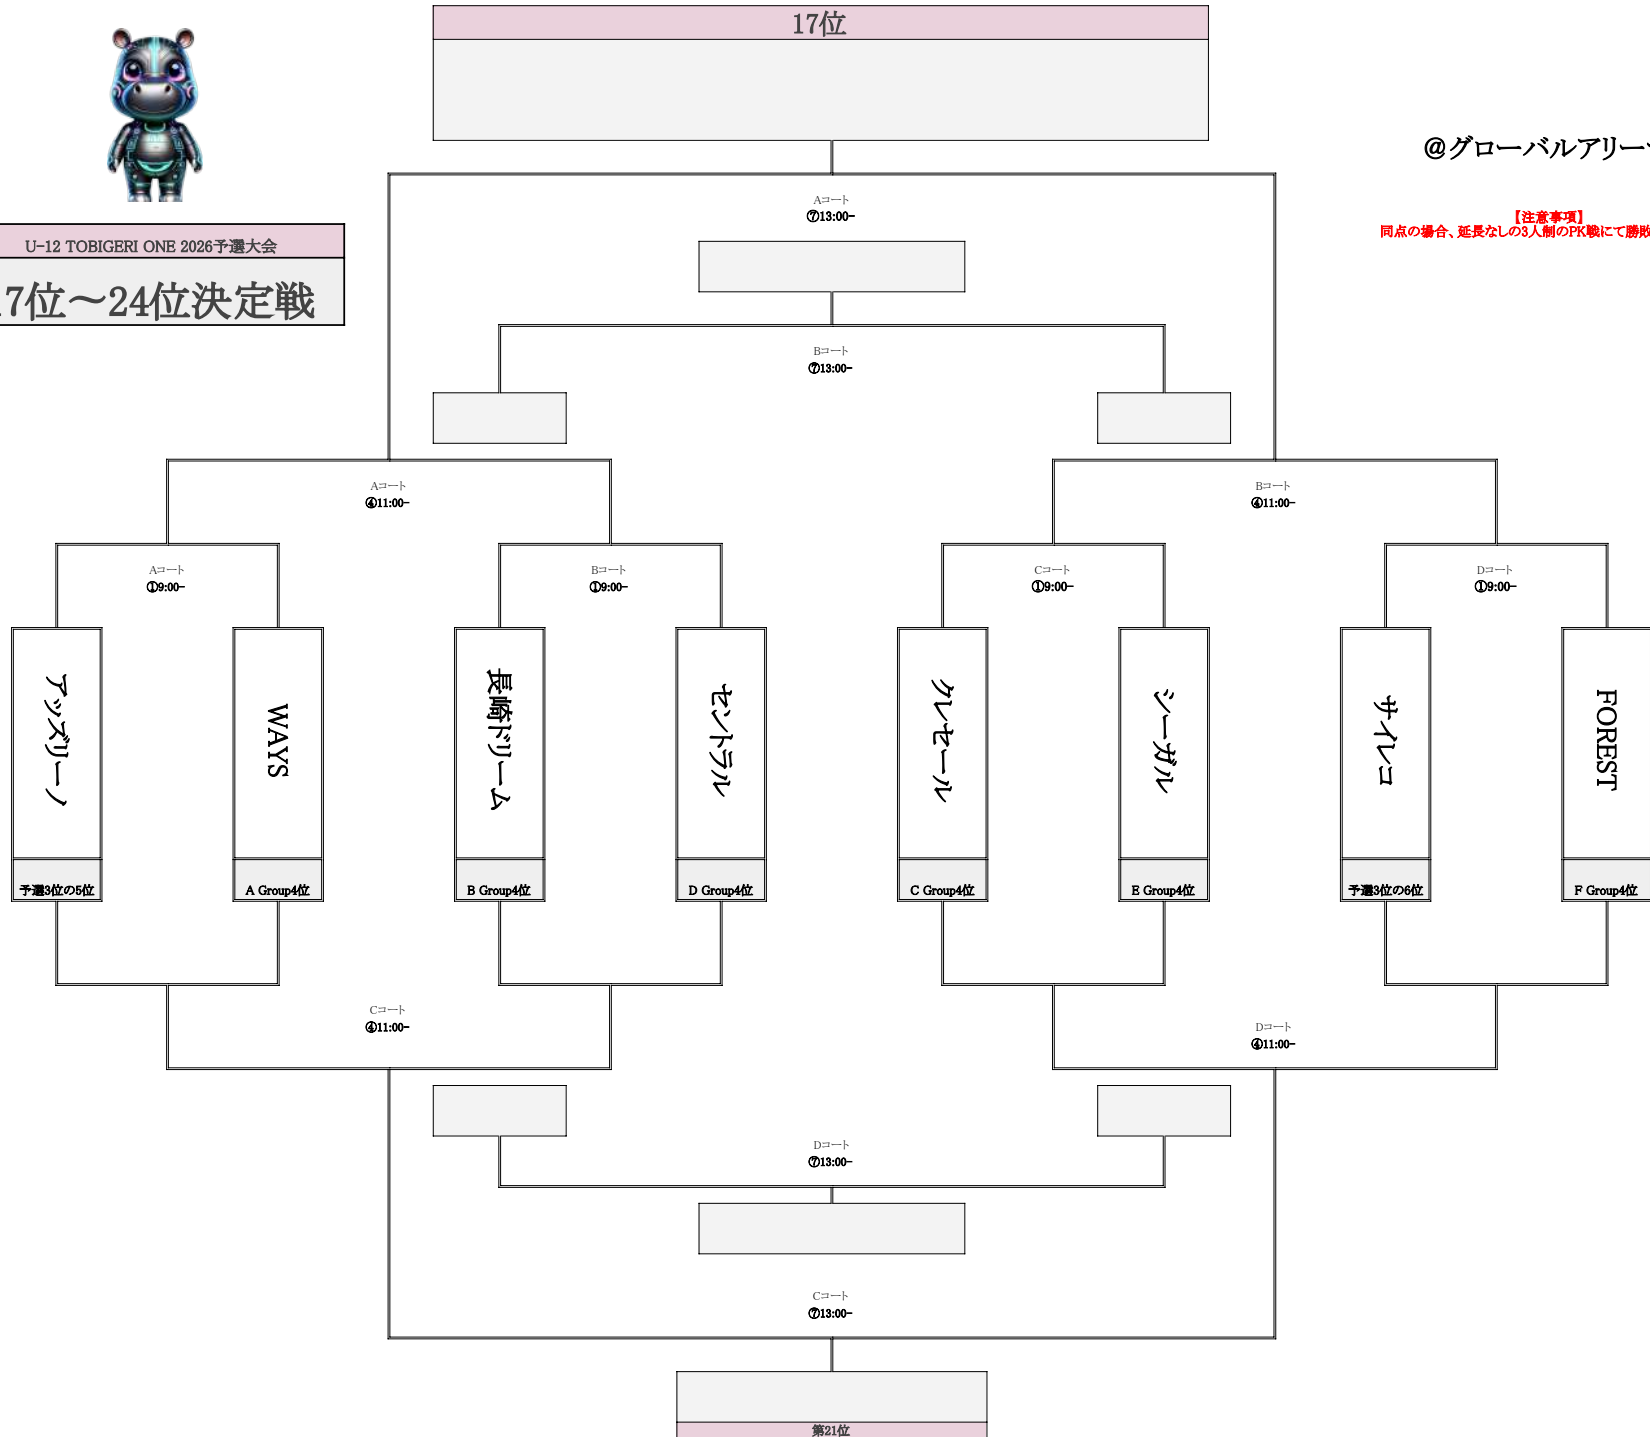 17位
@グローバルアリー
Aコート
⑦13:00-
【注意事項】
同点の場合、延長なしの3人制のPK戦にて勝敗
U-12 TOBIGERI ONE 2026予選大会
7位〜24位決定戦
Bコート
⑦13:00-
Aコート
④11:00-
Bコート
④11:00-
Aコート
①9:00-
Bコート
①9:00-
Cコート
①9:00-
Dコート
①9:00-
アッズリーノ
WAYS
長崎ドリーム
セントラル
クレセール
シーガル
サイレコ
FOREST
予選3位の5位
A Group4位
B Group4位
D Group4位
C Group4位
E Group4位
予選3位の6位
F Group4位
Cコート
④11:00-
Dコート
④11:00-
Dコート
⑦13:00-
Cコート
⑦13:00-
第21位